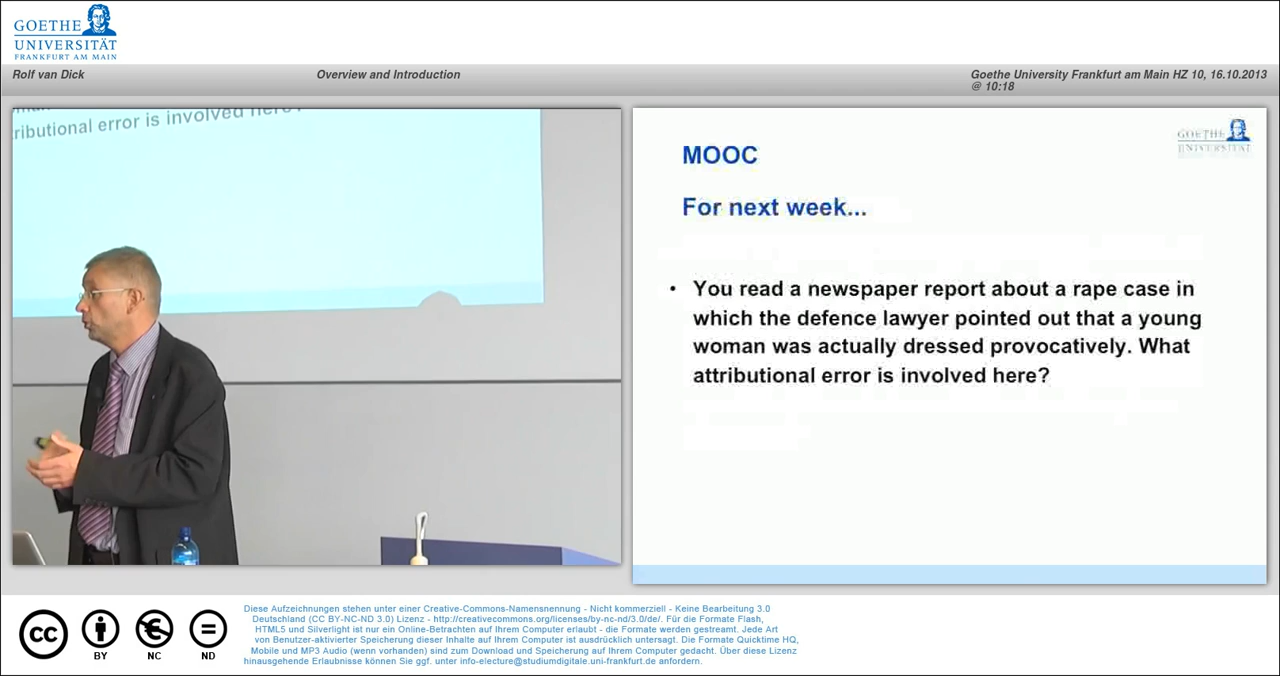 GOETHE
UNIVERSITÄT
FRANKFURT AM MAIN
Rolf van Dick
Overview and Introduction
Goethe University Frankfurt am Main HZ 10, 16.10.2013
@ 10:18
ributional error is involved here?
GOETHE
UNIVERSITÄT
MOOC
For next week...
• You read a newspaper report about a rape case in
which the defence lawyer pointed out that a young
woman was actually dressed provocatively. What
attributional error is involved here?
cc
BY
NC
ND
Diese Aufzeichnungen stehen unter einer Creative-Commons-Namensnennung - Nicht kommerziell - Keine Bearbeitung 3.0
Deutschland (CC BY-NC-ND 3.0) Lizenz - http://creativecommons.org/licenses/by-nc-nd/3.0/de/. Für die Formate Flash,
HTML5 und Silverlight ist nur ein Online-Betrachten auf Ihrem Computer erlaubt - die Formate werden gestreamt. Jede Art
von Benutzer-aktivierter Speicherung dieser Inhalte auf Ihrem Computer ist ausdrücklich untersagt. Die Formate Quicktime HQ,
Mobile und MP3 Audio (wenn vorhanden) sind zum Download und Speicherung auf Ihrem Computer gedacht. Über diese Lizenz
hinausgehende Erlaubnisse können Sie ggf. unter info-electure@studiumdigitale.uni-frankfurt.de anfordern.